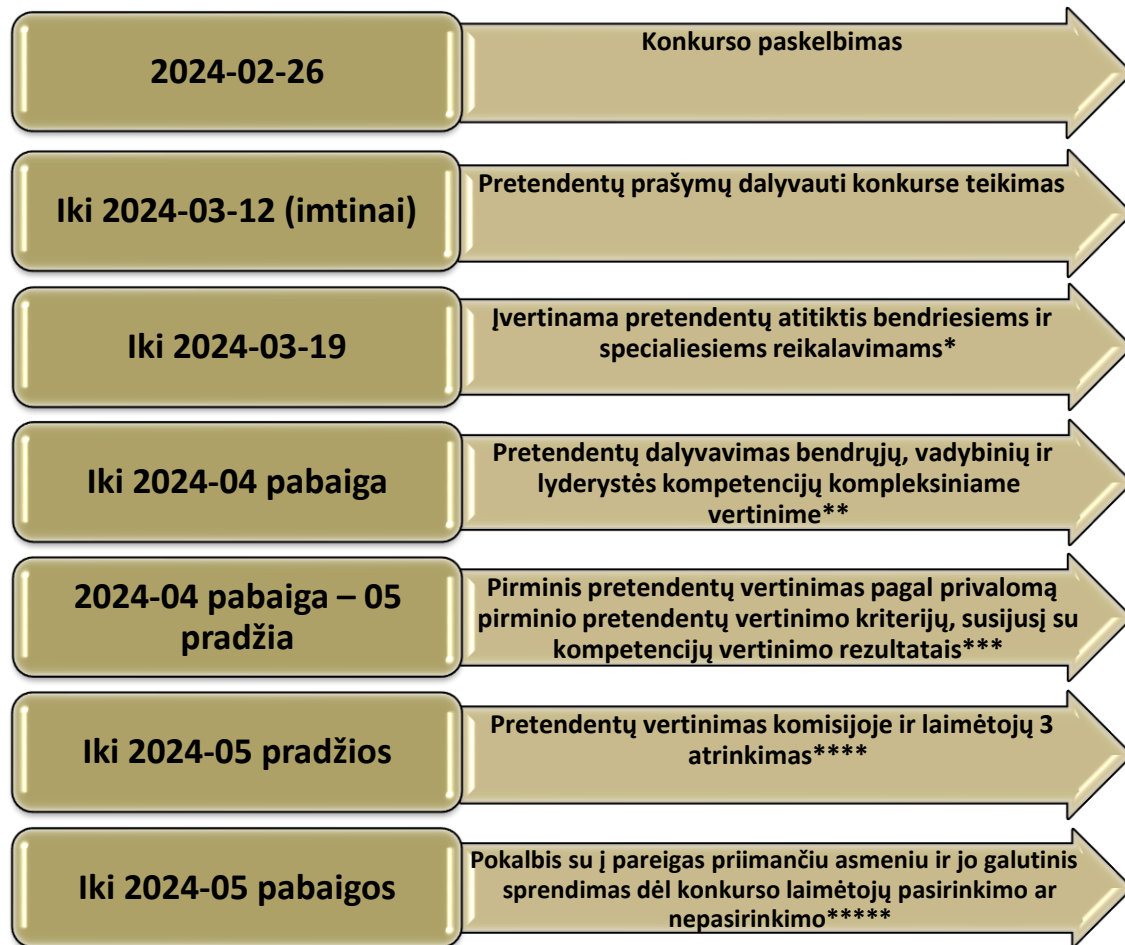 2024-02-26
Konkurso paskelbimas
Iki 2024-03-12 (imtinai)
Pretendentų prašymų dalyvauti konkurse teikimas
Iki 2024-03-19
Įvertinama pretendentų atitiktis bendriesiems ir
specialiesiems reikalavimams*
Iki 2024-04 pabaiga
Pretendentų dalyvavimas bendrųjų, vadybinių ir
lyderystės kompetencijų kompleksiniame
vertinime**
2024-04 pabaiga – 05
pradžia
Pirminis pretendentų vertinimas pagal privalomą
pirminio pretendentų vertinimo kriterijų, susijusį su
kompetencijų vertinimo rezultatais***
Iki 2024-05 pradžios
Pretendentų vertinimas komisijoje ir laimėtojų 3
atrinkimas****
Iki 2024-05 pabaigos
Pokalbis su į pareigas priimančiu asmeniu ir jo galutinis
sprendimas dėl konkurso laimėtojų pasirinkimo ar
nepasirinkimo*****